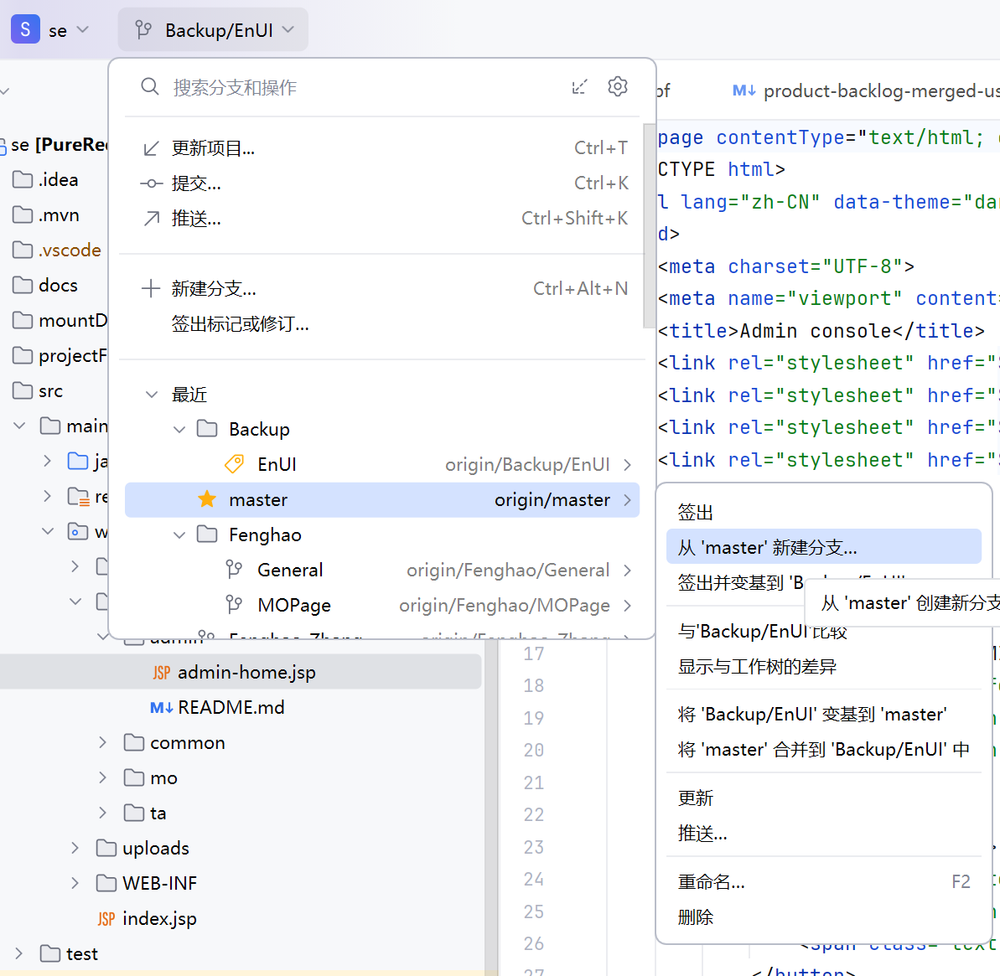 S se Backup/EnUI
搜索分支和操作
更新项目... Ctrl+T
提交... Ctrl+K
推送... Ctrl+Shift+K
新建分支... Ctrl+Alt+N
签出标记或修订...
最近
Backup
EnUI origin/Backup/EnUI
master origin/master
Fenghao
General origin/Fenghao/General
MOPage origin/Fenghao/MOPage
签出
从 'master' 新建分支...
签出并变基到 'B
从 'master' 创建新分支
与'Backup/EnUI'比较
显示与工作树的差异
将 'Backup/EnUI' 变基到 'master'
将 'master' 合并到 'Backup/EnUI' 中
更新
推送...
重命名... F2
删除
se [PureRe
.idea
.mvn
.vscode
docs
mountD
projectF
src
main
ja
re
w
admin
JSP admin-home.jsp
M↓ README.md
common
mo
ta
uploads
WEB-INF
JSP index.jsp
test
M↓ product-backlog-merged-us
page contentType="text/html;
CTYPE html>
l lang="zh-CN" data-theme="dar
d>
<meta charset="UTF-8">
<meta name="viewport" content=
<title>Admin console</title>
<link rel="stylesheet" href="
<link rel="stylesheet" href="
<link rel="stylesheet" href="
<link rel="stylesheet" href="
17
18
19
20
21
22
23
24
25
26
27
<span class="text
</button>